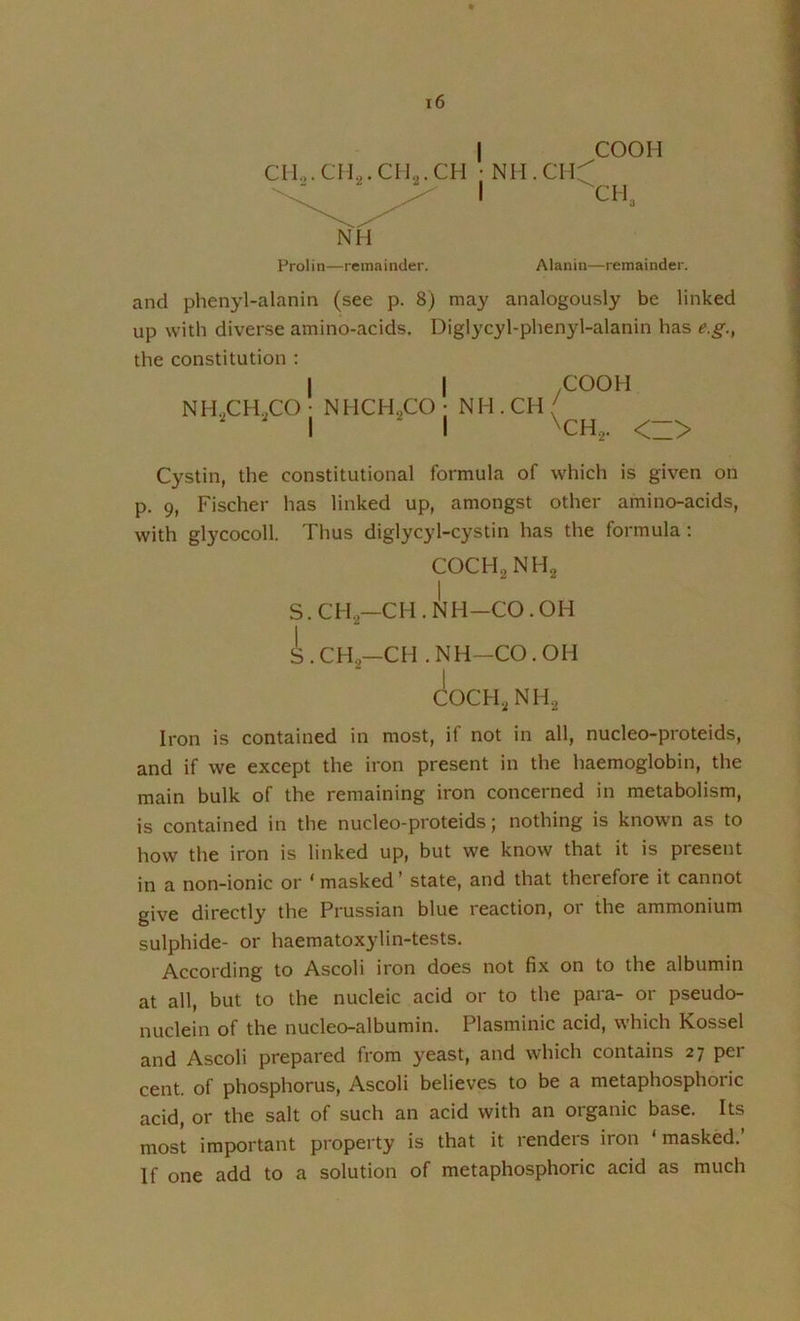 16
| COOH
CH₂.CH₂.CH₂.CH : NH.CH<
| CH₃
NH
Prolin—remainder. Alanin—remainder.
and phenyl-alanin (see p. 8) may analogously be linked
up with diverse amino-acids. Diglycyl-phenyl-alanin has e.g.,
the constitution :
| | COOH
NH₂CH₂CO : NHCH₂CO : NH.CH/
| | \CH₂. <=>
Cystin, the constitutional formula of which is given on
p. 9, Fischer has linked up, amongst other amino-acids,
with glycocoll. Thus diglycyl-cystin has the formula :
COCH₂ NH₂
|
S.CH₂—CH.NH—CO.OH
|
S.CH₂—CH.NH—CO.OH
|
COCH₂ NH₂
Iron is contained in most, if not in all, nucleo-proteids,
and if we except the iron present in the haemoglobin, the
main bulk of the remaining iron concerned in metabolism,
is contained in the nucleo-proteids; nothing is known as to
how the iron is linked up, but we know that it is present
in a non-ionic or ‘masked’ state, and that therefore it cannot
give directly the Prussian blue reaction, or the ammonium
sulphide- or haematoxylin-tests.
According to Ascoli iron does not fix on to the albumin
at all, but to the nucleic acid or to the para- or pseudo-
nuclein of the nucleo-albumin. Plasminic acid, which Kossel
and Ascoli prepared from yeast, and which contains 27 per
cent. of phosphorus, Ascoli believes to be a metaphosphoric
acid, or the salt of such an acid with an organic base. Its
most important property is that it renders iron ‘masked.’
If one add to a solution of metaphosphoric acid as much